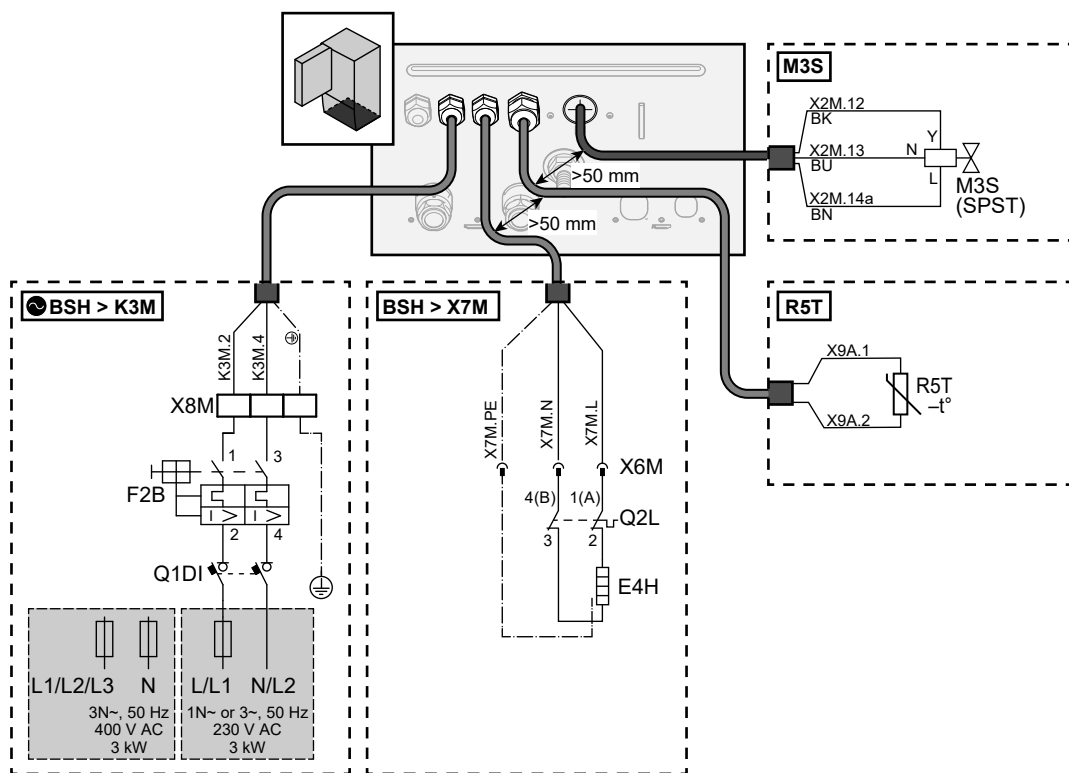 M3S
X2M.12
BK
Y
X2M.13
N
BU
L
X2M.14a
BN
M3S
(SPST)
>50 mm
>50 mm
BSH > K3M
K3M.2
K3M.4
X8M
1
3
F2B
I >
I >
2
4
Q1DI
L1/L2/L3
N
3N~, 50 Hz
400 V AC
3 kW
L/L1
N/L2
1N~ or 3~, 50 Hz
230 V AC
3 kW
BSH > X7M
X7M.PE
X7M.N
X7M.L
X6M
4(B)
1(A)
Q2L
3
2
E4H
R5T
X9A.1
R5T
–t°
X9A.2